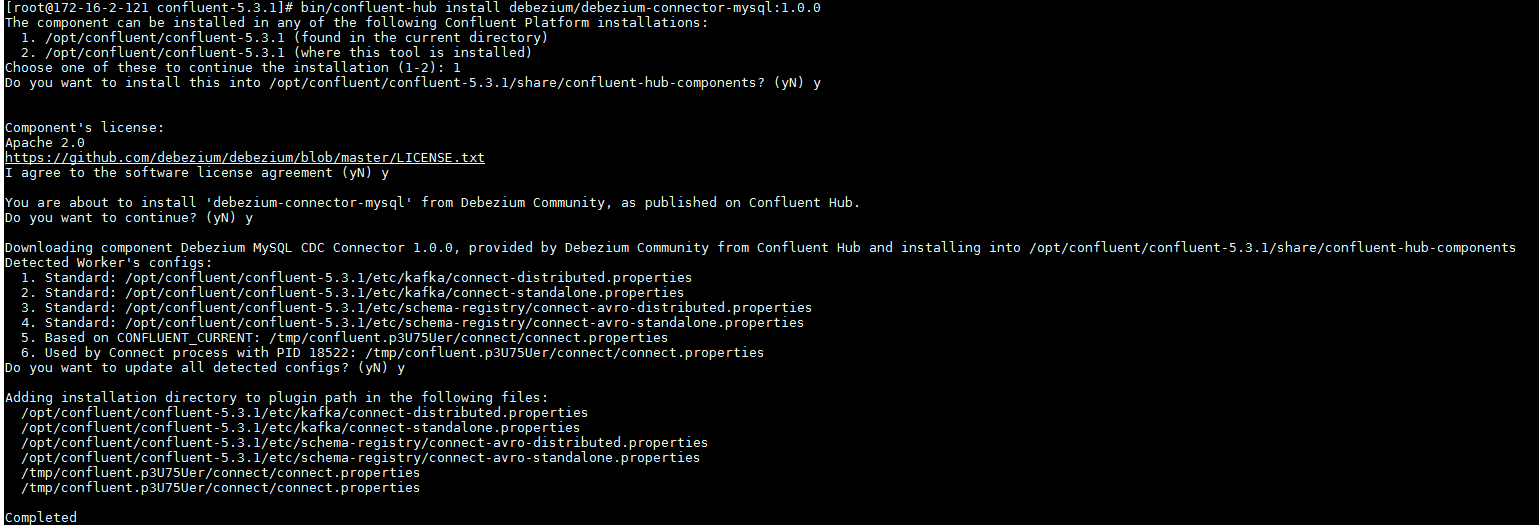 [root@172-16-2-121 confluent-5.3.1]# bin/confluent-hub install debezium/debezium-connector-mysql:1.0.0
The component can be installed in any of the following Confluent Platform installations:
  1. /opt/confluent/confluent-5.3.1 (found in the current directory)
  2. /opt/confluent/confluent-5.3.1 (where this tool is installed)
Choose one of these to continue the installation (1-2): 1
Do you want to install this into /opt/confluent/confluent-5.3.1/share/confluent-hub-components? (yN) y
Component's license:
Apache 2.0
https://github.com/debezium/debezium/blob/master/LICENSE.txt
I agree to the software license agreement (yN) y
You are about to install 'debezium-connector-mysql' from Debezium Community, as published on Confluent Hub.
Do you want to continue? (yN) y
Downloading component Debezium MySQL CDC Connector 1.0.0, provided by Debezium Community from Confluent Hub and installing into /opt/confluent/confluent-5.3.1/share/confluent-hub-components
Detected Worker's configs:
  1. Standard: /opt/confluent/confluent-5.3.1/etc/kafka/connect-distributed.properties
  2. Standard: /opt/confluent/confluent-5.3.1/etc/kafka/connect-standalone.properties
  3. Standard: /opt/confluent/confluent-5.3.1/etc/schema-registry/connect-avro-distributed.properties
  4. Standard: /opt/confluent/confluent-5.3.1/etc/schema-registry/connect-avro-standalone.properties
  5. Based on CONFLUENT_CURRENT: /tmp/confluent.p3U75Uer/connect/connect.properties
  6. Used by Connect process with PID 18522: /tmp/confluent.p3U75Uer/connect/connect.properties
Do you want to update all detected configs? (yN) y
Adding installation directory to plugin path in the following files:
  /opt/confluent/confluent-5.3.1/etc/kafka/connect-distributed.properties
  /opt/confluent/confluent-5.3.1/etc/kafka/connect-standalone.properties
  /opt/confluent/confluent-5.3.1/etc/schema-registry/connect-avro-distributed.properties
  /opt/confluent/confluent-5.3.1/etc/schema-registry/connect-avro-standalone.properties
  /tmp/confluent.p3U75Uer/connect/connect.properties
  /tmp/confluent.p3U75Uer/connect/connect.properties
Completed